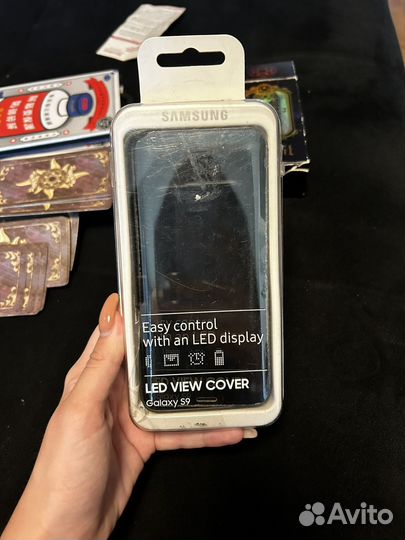 SAMSUNG
Easy control
with an LED display
LED VIEW COVER
Galaxy S9
Avito